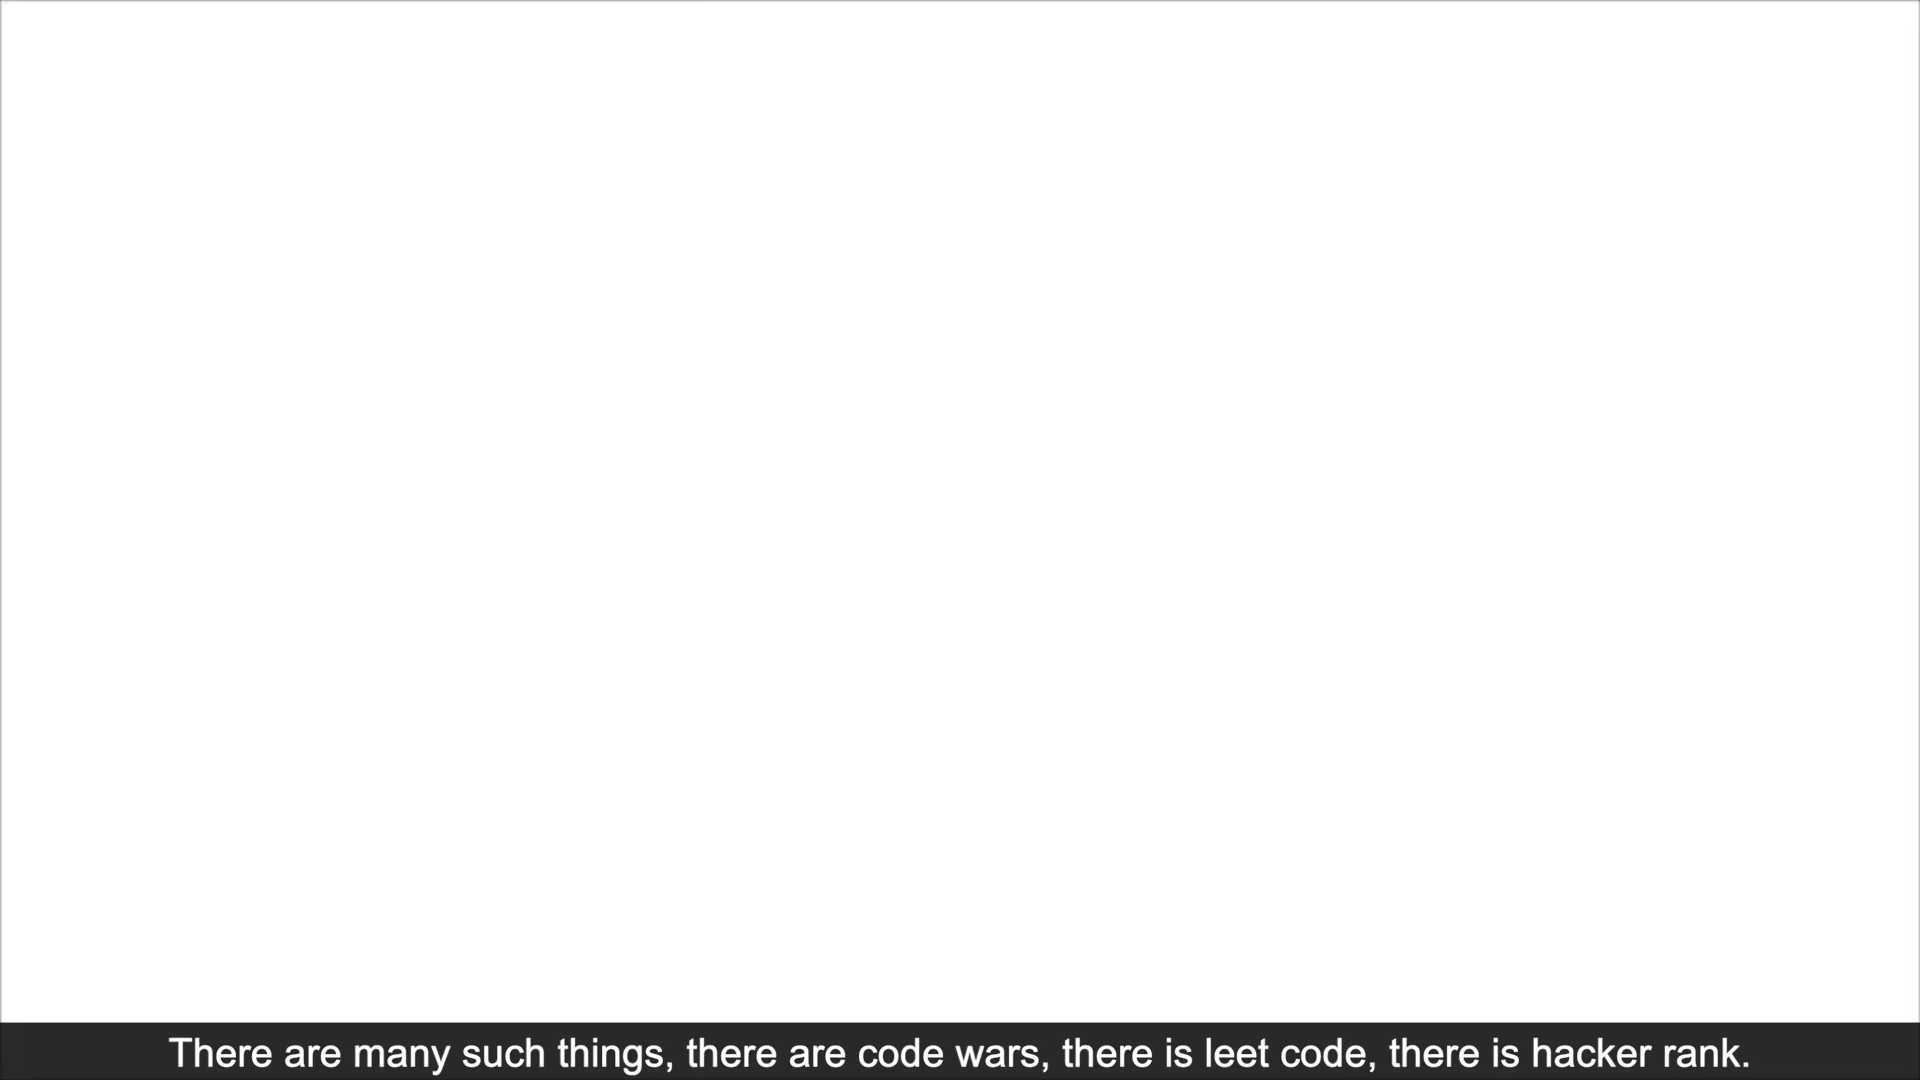 There are many such things, there are code wars, there is leet code, there is hacker rank.